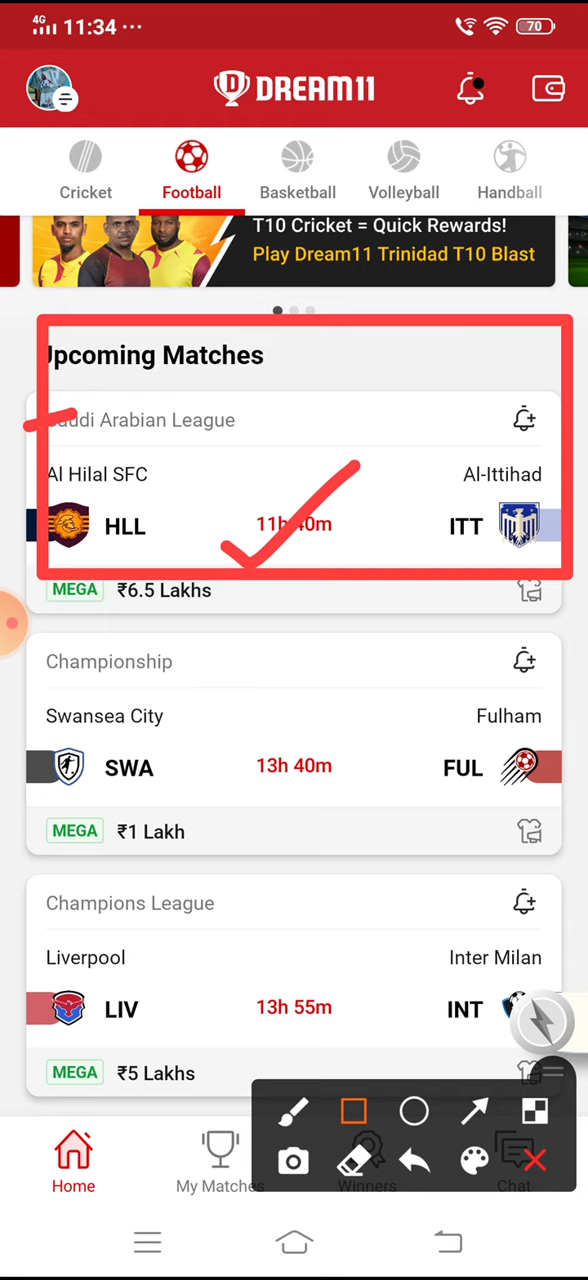 4G 11:34 ... 70
DREAM11
Cricket Football Basketball Volleyball Handball
T10 Cricket = Quick Rewards!
Play Dream11 Trinidad T10 Blast
Upcoming Matches
Saudi Arabian League
Al Hilal SFC Al-Ittihad
HLL 11h 40m ITT
MEGA ₹6.5 Lakhs
Championship
Swansea City Fulham
SWA 13h 40m FUL
MEGA ₹1 Lakh
Champions League
Liverpool Inter Milan
LIV 13h 55m INT
MEGA ₹5 Lakhs
Home My Matches Winners Chat